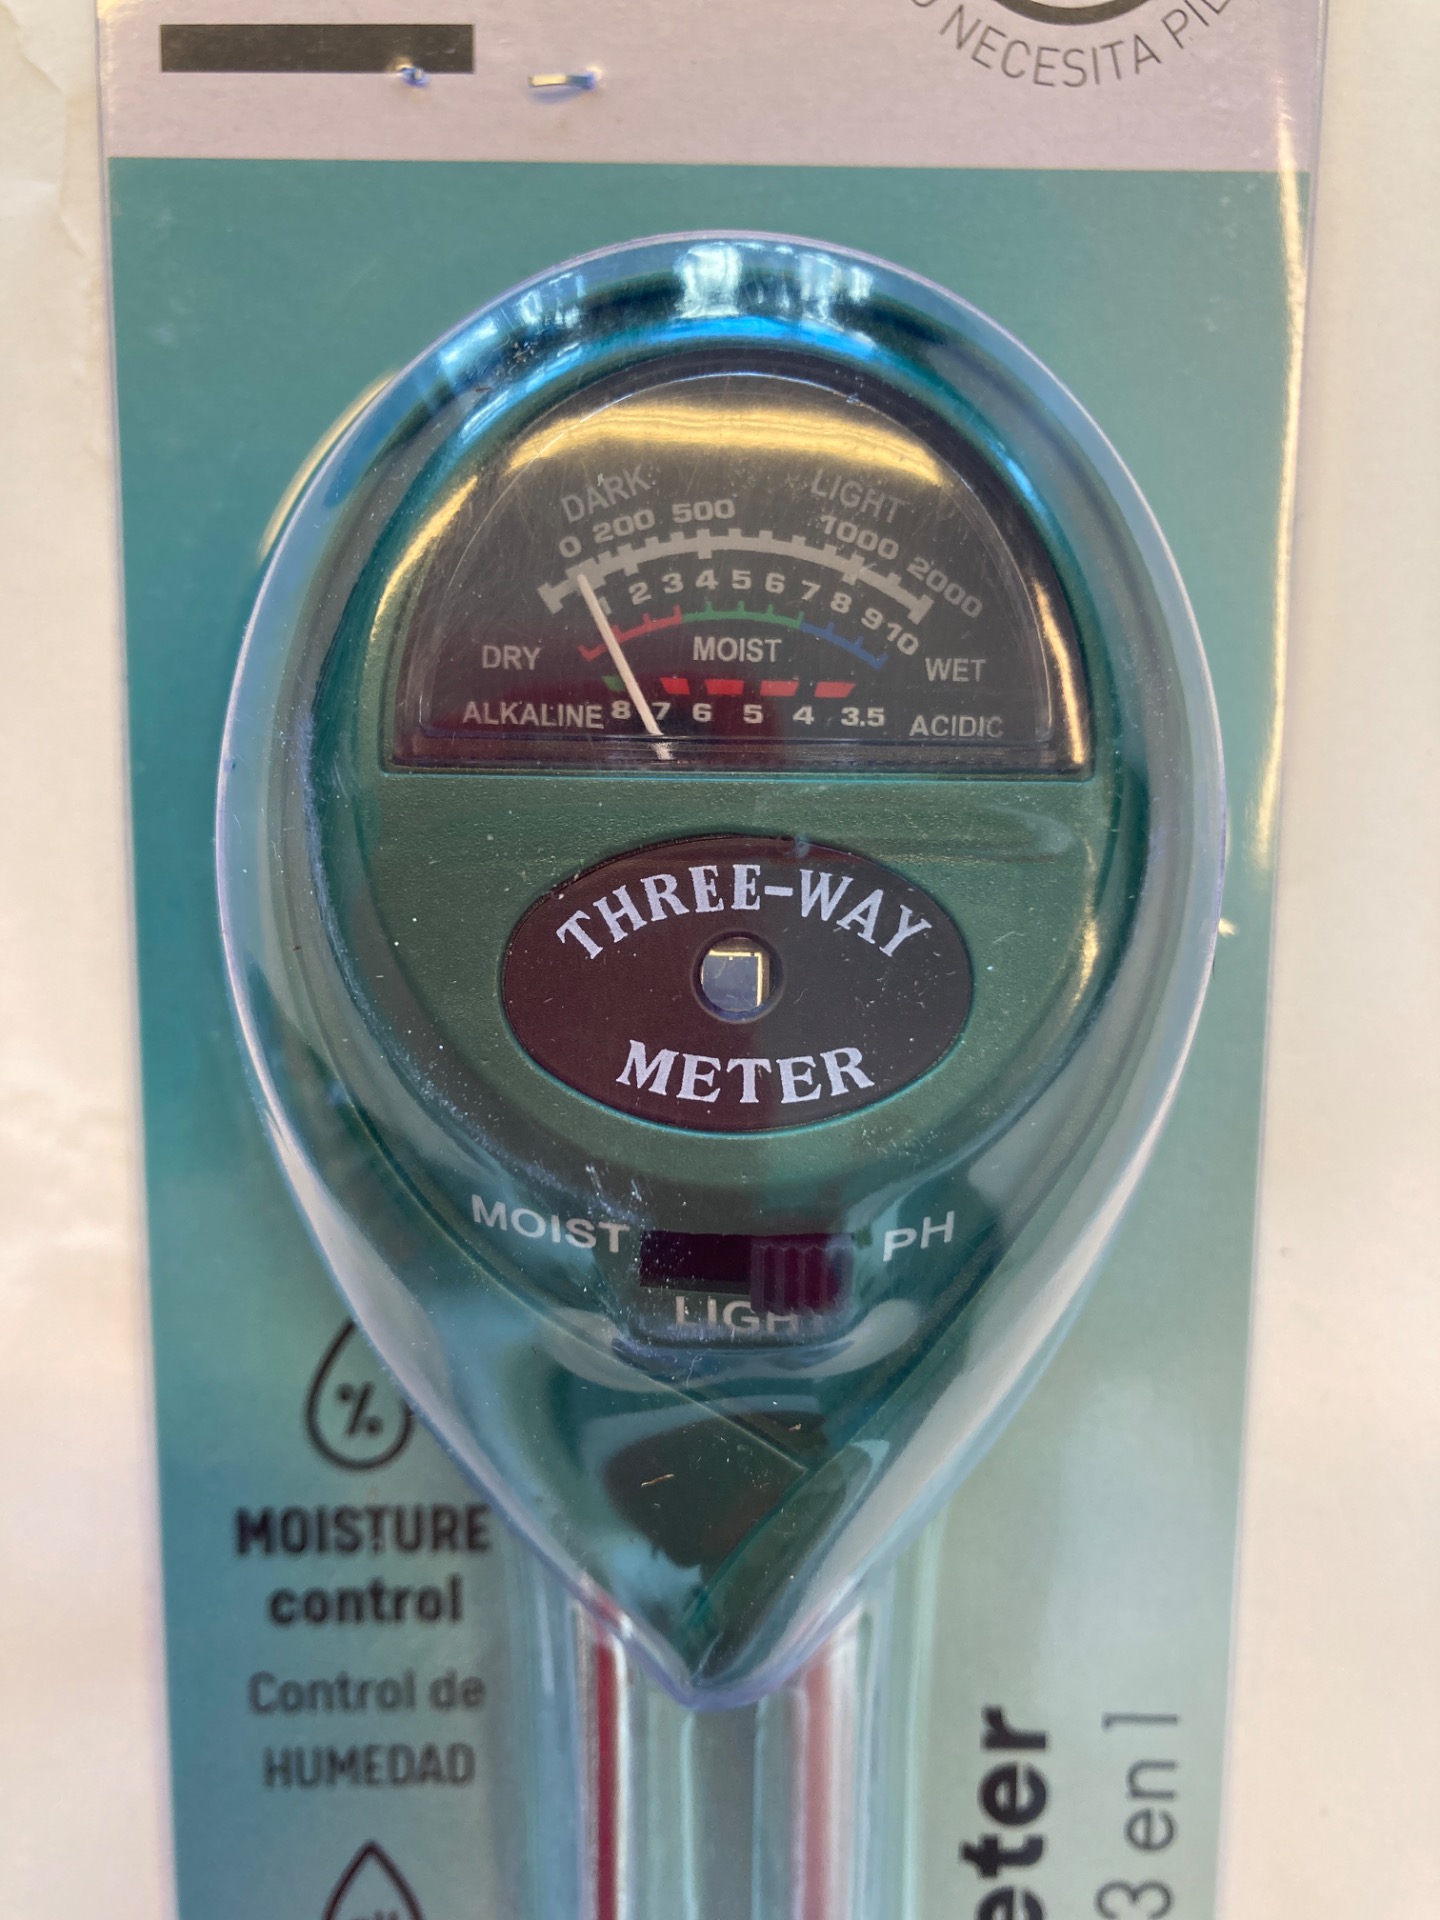 NECESITA
DARK LIGHT
0 200 500 1000 2000
1 2 3 4 5 6 7 8 9 10
DRY MOIST WET
ALKALINE 8 7 6 5 4 3.5 ACIDIC
THREE-WAY
METER
MOIST PH
LIGHT
%
MOISTURE
control
Control de
HUMEDAD
eter
3 en 1